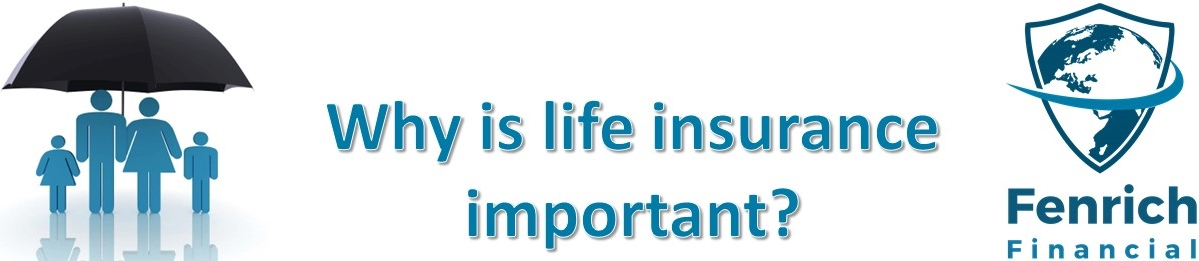 Why is life insurance
important?
Fenrich
Financial